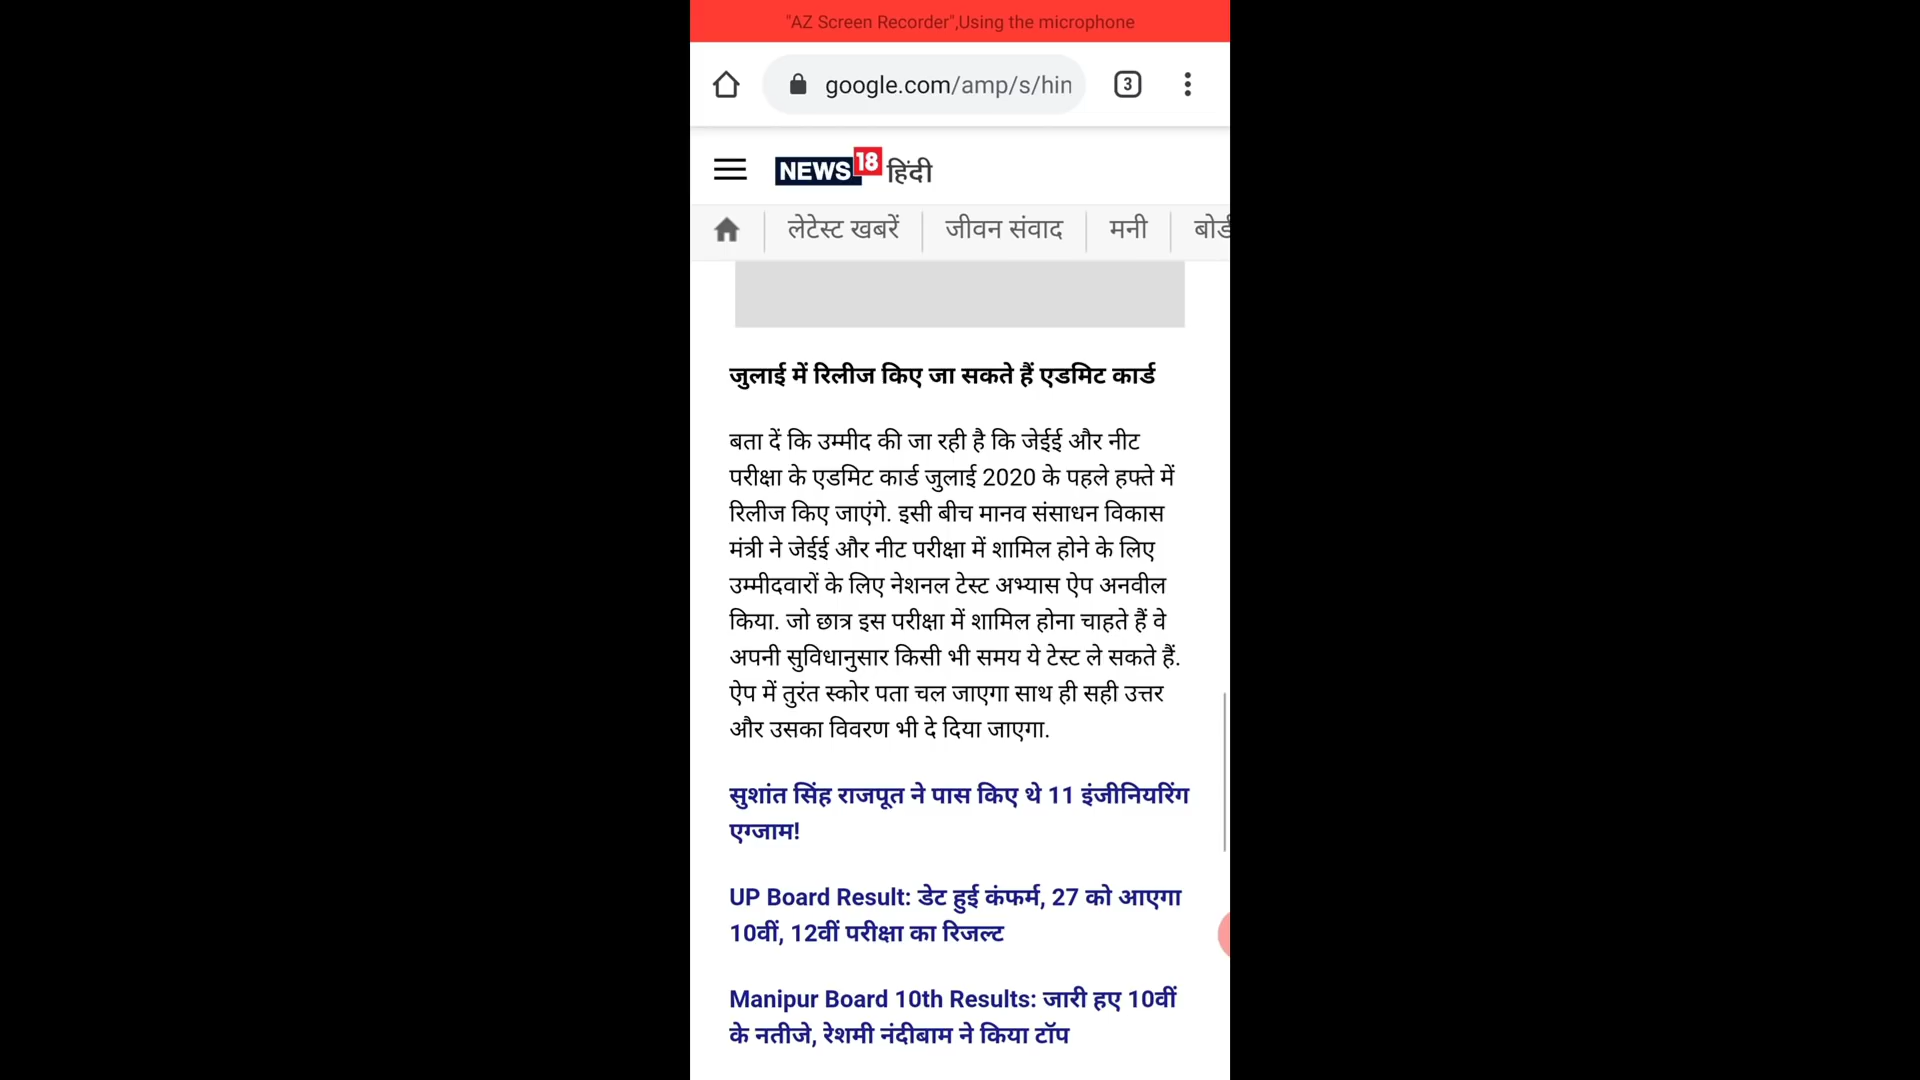 "AZ Screen Recorder",Using the microphone
google.com/amp/s/hin
3
NEWS18 हिंदी
लेटेस्ट खबरें जीवन संवाद मनी बोर्ड
जुलाई में रिलीज किए जा सकते हैं एडमिट कार्ड
बता दें कि उम्मीद की जा रही है कि जेईई और नीट
परीक्षा के एडमिट कार्ड जुलाई 2020 के पहले हफ्ते में
रिलीज किए जाएंगे. इसी बीच मानव संसाधन विकास
मंत्री ने जेईई और नीट परीक्षा में शामिल होने के लिए
उम्मीदवारों के लिए नेशनल टेस्ट अभ्यास ऐप अनवील
किया. जो छात्र इस परीक्षा में शामिल होना चाहते हैं वे
अपनी सुविधानुसार किसी भी समय ये टेस्ट ले सकते हैं.
ऐप में तुरंत स्कोर पता चल जाएगा साथ ही सही उत्तर
और उसका विवरण भी दे दिया जाएगा.
सुशांत सिंह राजपूत ने पास किए थे 11 इंजीनियरिंग
एग्जाम!
UP Board Result: डेट हुई कंफर्म, 27 को आएगा
10वीं, 12वीं परीक्षा का रिजल्ट
Manipur Board 10th Results: जारी हए 10वीं
के नतीजे, रेशमी नंदीबाम ने किया टॉप